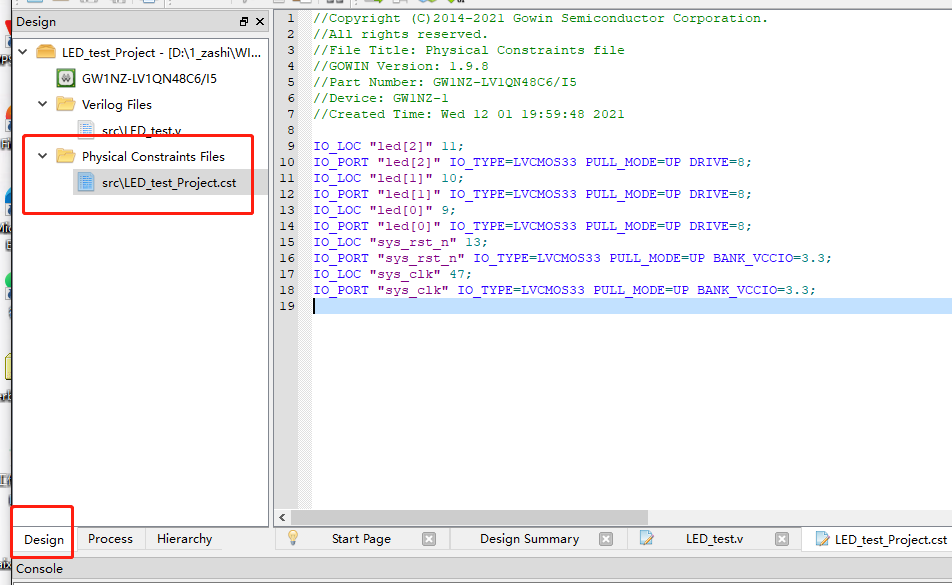 Design
LED_test_Project - [D:\1_zashi\WI...
GW1NZ-LV1QN48C6/I5
Verilog Files
src\LED_test.v
Physical Constraints Files
src\LED_test_Project.cst
1 //Copyright (C)2014-2021 Gowin Semiconductor Corporation.
2 //All rights reserved.
3 //File Title: Physical Constraints file
4 //GOWIN Version: 1.9.8
5 //Part Number: GW1NZ-LV1QN48C6/I5
6 //Device: GW1NZ-1
7 //Created Time: Wed 12 01 19:59:48 2021
8
9 IO_LOC "led[2]" 11;
10 IO_PORT "led[2]" IO_TYPE=LVCMOS33 PULL_MODE=UP DRIVE=8;
11 IO_LOC "led[1]" 10;
12 IO_PORT "led[1]" IO_TYPE=LVCMOS33 PULL_MODE=UP DRIVE=8;
13 IO_LOC "led[0]" 9;
14 IO_PORT "led[0]" IO_TYPE=LVCMOS33 PULL_MODE=UP DRIVE=8;
15 IO_LOC "sys_rst_n" 13;
16 IO_PORT "sys_rst_n" IO_TYPE=LVCMOS33 PULL_MODE=UP BANK_VCCIO=3.3;
17 IO_LOC "sys_clk" 47;
18 IO_PORT "sys_clk" IO_TYPE=LVCMOS33 PULL_MODE=UP BANK_VCCIO=3.3;
19
Design Process Hierarchy
Start Page Design Summary LED_test.v LED_test_Project.cst
Console